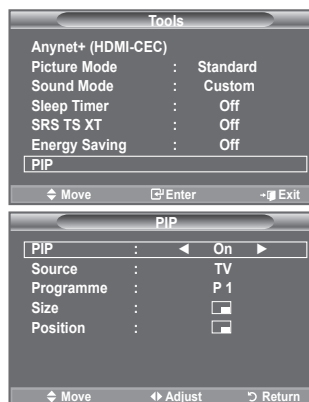 Tools
Anynet+ (HDMI-CEC)
Picture Mode : Standard
Sound Mode : Custom
Sleep Timer : Off
SRS TS XT : Off
Energy Saving : Off
PIP
Move Enter Exit
PIP
PIP : ◄ On ►
Source : TV
Programme : P 1
Size :
Position :
Move Adjust Return